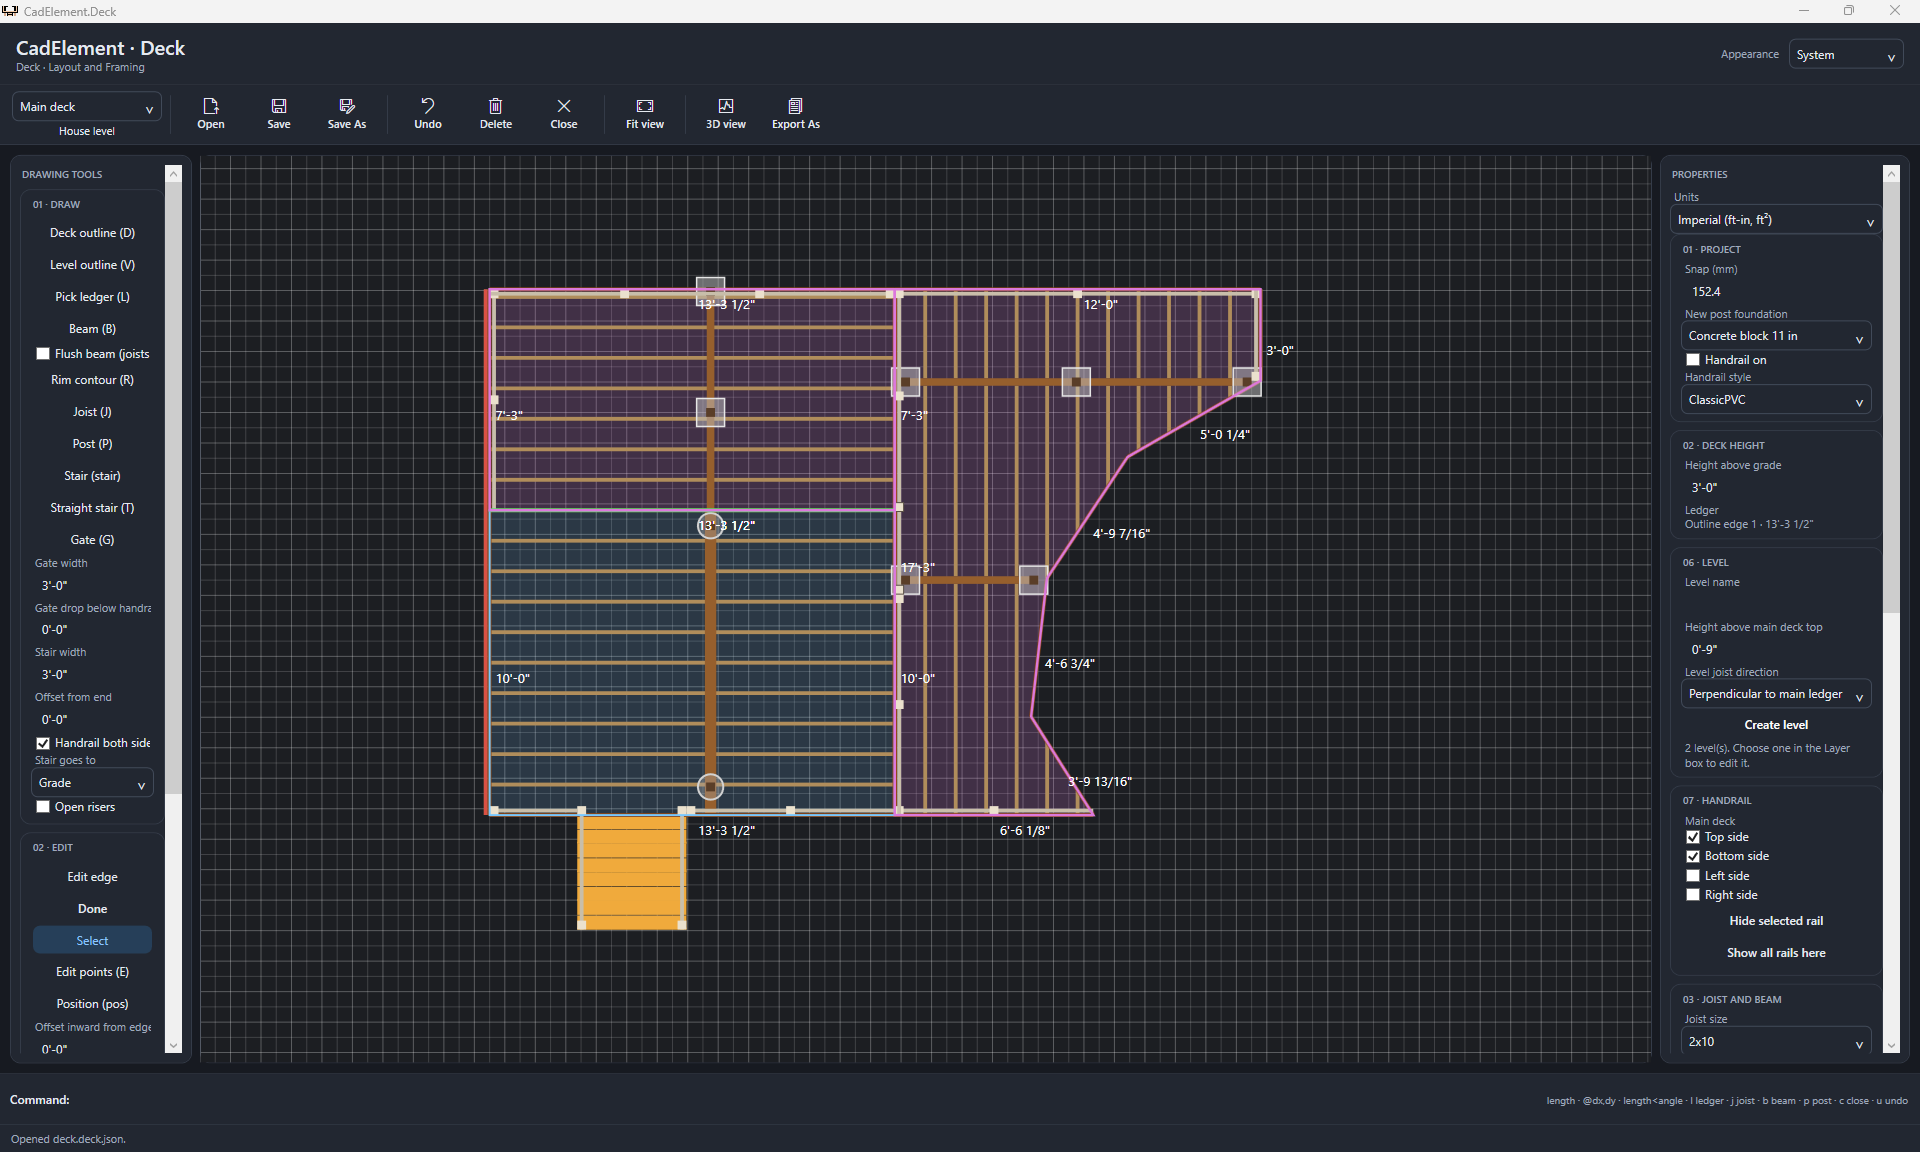 CadElement.Deck
CadElement · Deck
Deck · Layout and Framing
Appearance
System
Main deck
House level
Open
Save
Save As
Undo
Delete
Close
Fit view
3D view
Export As
DRAWING TOOLS
01 · DRAW
Deck outline (D)
Level outline (V)
Pick ledger (L)
Beam (B)
Flush beam (joists
Rim contour (R)
Joist (J)
Post (P)
Stair (stair)
Straight stair (T)
Gate (G)
Gate width
3'-0"
Gate drop below handra
0'-0"
Stair width
3'-0"
Offset from end
0'-0"
Handrail both side
Stair goes to
Grade
Open risers
02 · EDIT
Edit edge
Done
Select
Edit points (E)
Position (pos)
Offset inward from edge
0'-0"
13'-3 1/2"
12'-0"
3'-0"
7'-3"
7'-3"
5'-0 1/4"
13'-3 1/2"
4'-9 7/16"
17'-3"
4'-6 3/4"
10'-0"
10'-0"
3'-9 13/16"
13'-3 1/2"
6'-6 1/8"
PROPERTIES
Units
Imperial (ft-in, ft²)
01 · PROJECT
Snap (mm)
152.4
New post foundation
Concrete block 11 in
Handrail on
Handrail style
ClassicPVC
02 · DECK HEIGHT
Height above grade
3'-0"
Ledger
Outline edge 1 · 13'-3 1/2"
06 · LEVEL
Level name
Height above main deck top
0'-9"
Level joist direction
Perpendicular to main ledger
Create level
2 level(s). Choose one in the Layer
box to edit it.
07 · HANDRAIL
Main deck
Top side
Bottom side
Left side
Right side
Hide selected rail
Show all rails here
03 · JOIST AND BEAM
Joist size
2x10
Command:
length · @dx,dy · length<angle · l ledger · j joist · b beam · p post · c close · u undo
Opened deck.deck.json.